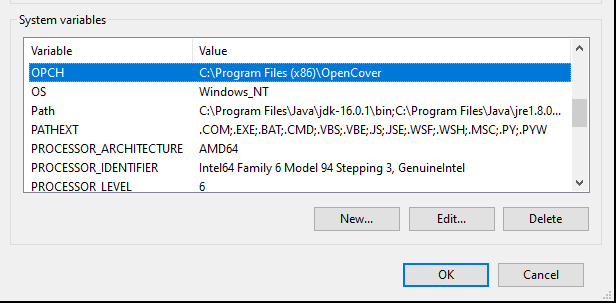 System variables
Variable Value
OPCH C:\Program Files (x86)\OpenCover
OS Windows_NT
Path C:\Program Files\Java\jdk-16.0.1\bin;C:\Program Files\Java\jre1.8.0...
PATHEXT .COM;.EXE;.BAT;.CMD;.VBS;.VBE;.JS;.JSE;.WSF;.WSH;.MSC;.PY;.PYW
PROCESSOR_ARCHITECTURE AMD64
PROCESSOR_IDENTIFIER Intel64 Family 6 Model 94 Stepping 3, GenuineIntel
PROCESSOR_LEVEL 6
New... Edit... Delete
OK Cancel